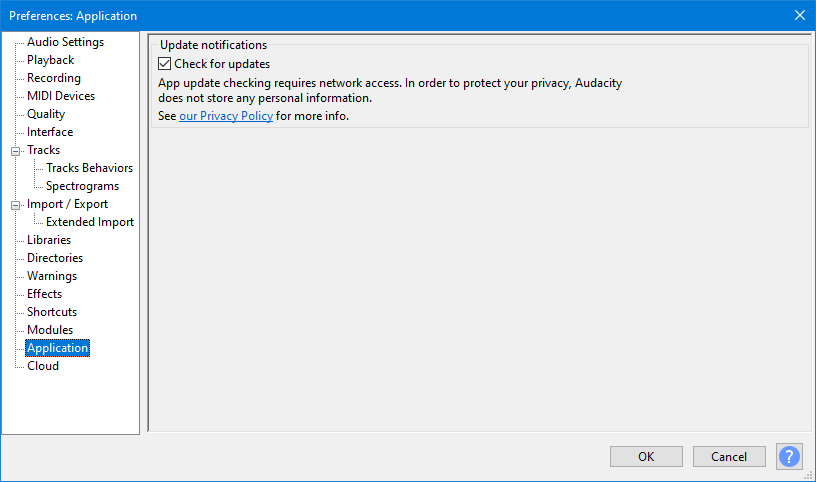 Preferences: Application
Audio Settings
Playback
Recording
MIDI Devices
Quality
Interface
Tracks
Tracks Behaviors
Spectrograms
Import / Export
Extended Import
Libraries
Directories
Warnings
Effects
Shortcuts
Modules
Application
Cloud
Update notifications
Check for updates
App update checking requires network access. In order to protect your privacy, Audacity
does not store any personal information.
See our Privacy Policy for more info.
OK
Cancel
?